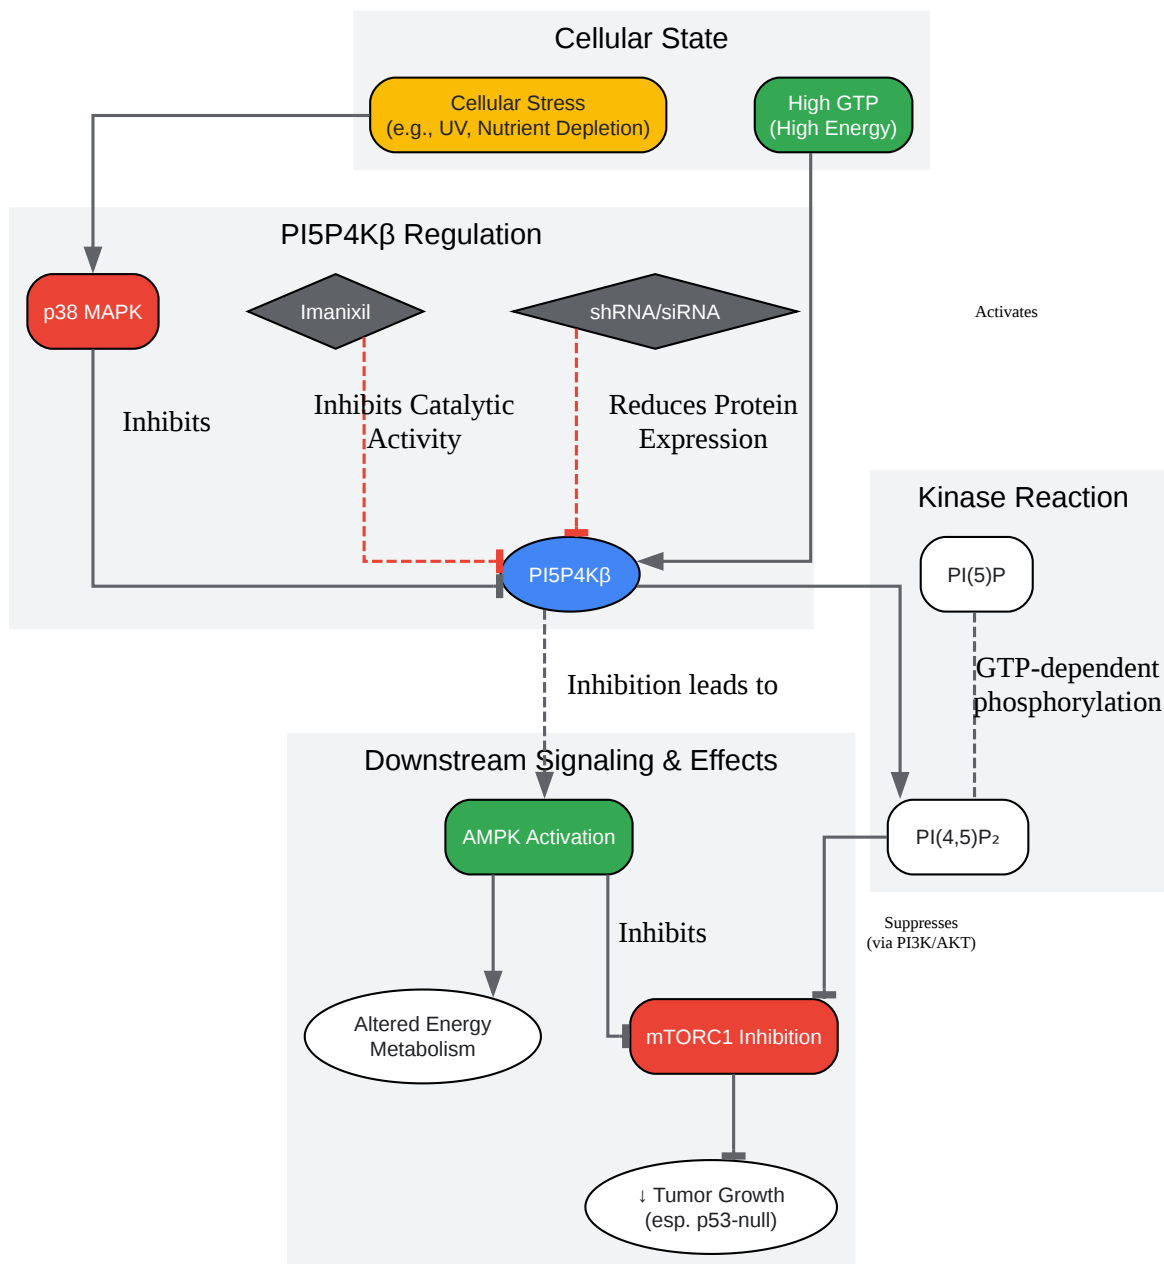 Cellular State
Cellular Stress
(e.g., UV, Nutrient Depletion)
High GTP
(High Energy)
PI5P4Kβ Regulation
p38 MAPK
Imanixil
shRNA/siRNA
Activates
Inhibits
Inhibits Catalytic
Activity
Reduces Protein
Expression
Kinase Reaction
PI5P4Kβ
PI(5)P
GTP-dependent
phosphorylation
Inhibition leads to
Downstream Signaling & Effects
AMPK Activation
PI(4,5)P₂
Inhibits
Suppresses
(via PI3K/AKT)
Altered Energy
Metabolism
mTORC1 Inhibition
↓ Tumor Growth
(esp. p53-null)